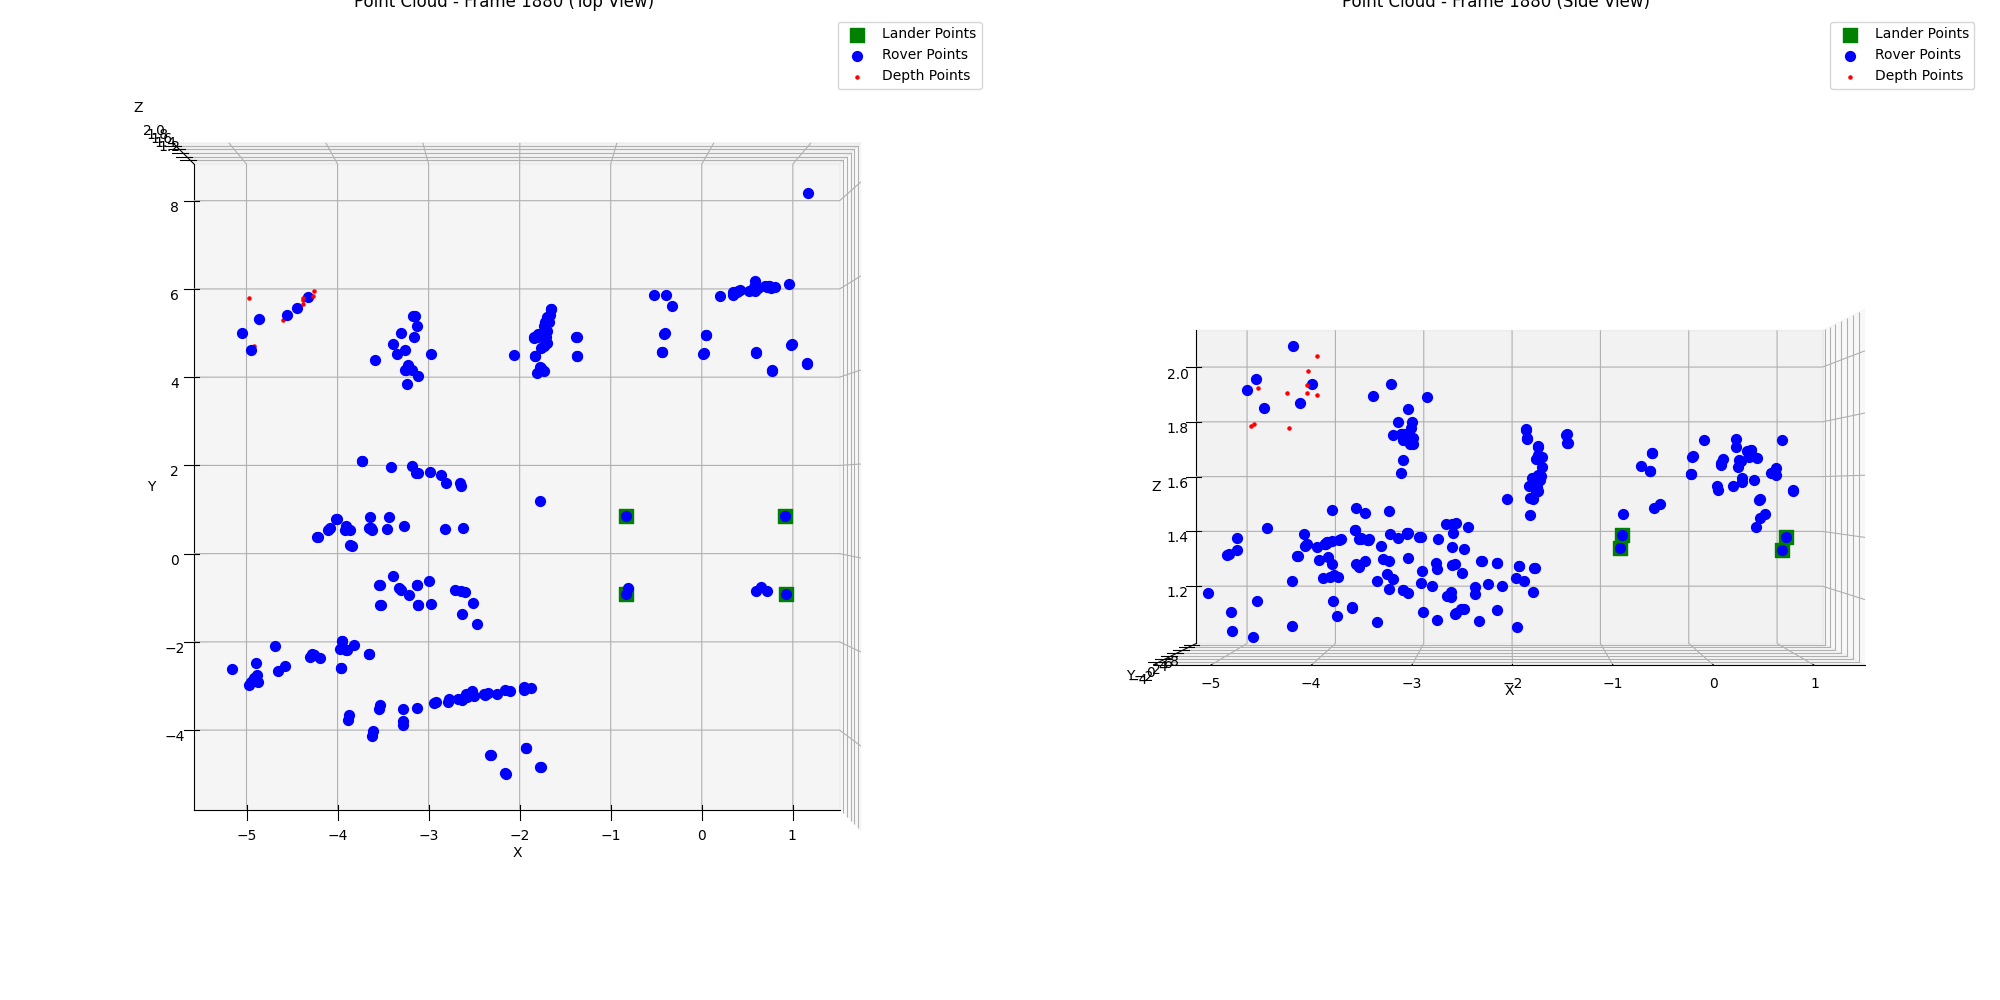 Point Cloud - Frame 1880 (Top View)
Lander Points
Rover Points
Depth Points
Z
2.0
8
6
4
2
0
−2
−4
Y
−5 −4 −3 −2 −1 0 1
X
Point Cloud - Frame 1880 (Side View)
Lander Points
Rover Points
Depth Points
2.0
1.8
1.6
1.4
1.2
Z
Y
−5 −4 −3 −2 −1 0 1
X